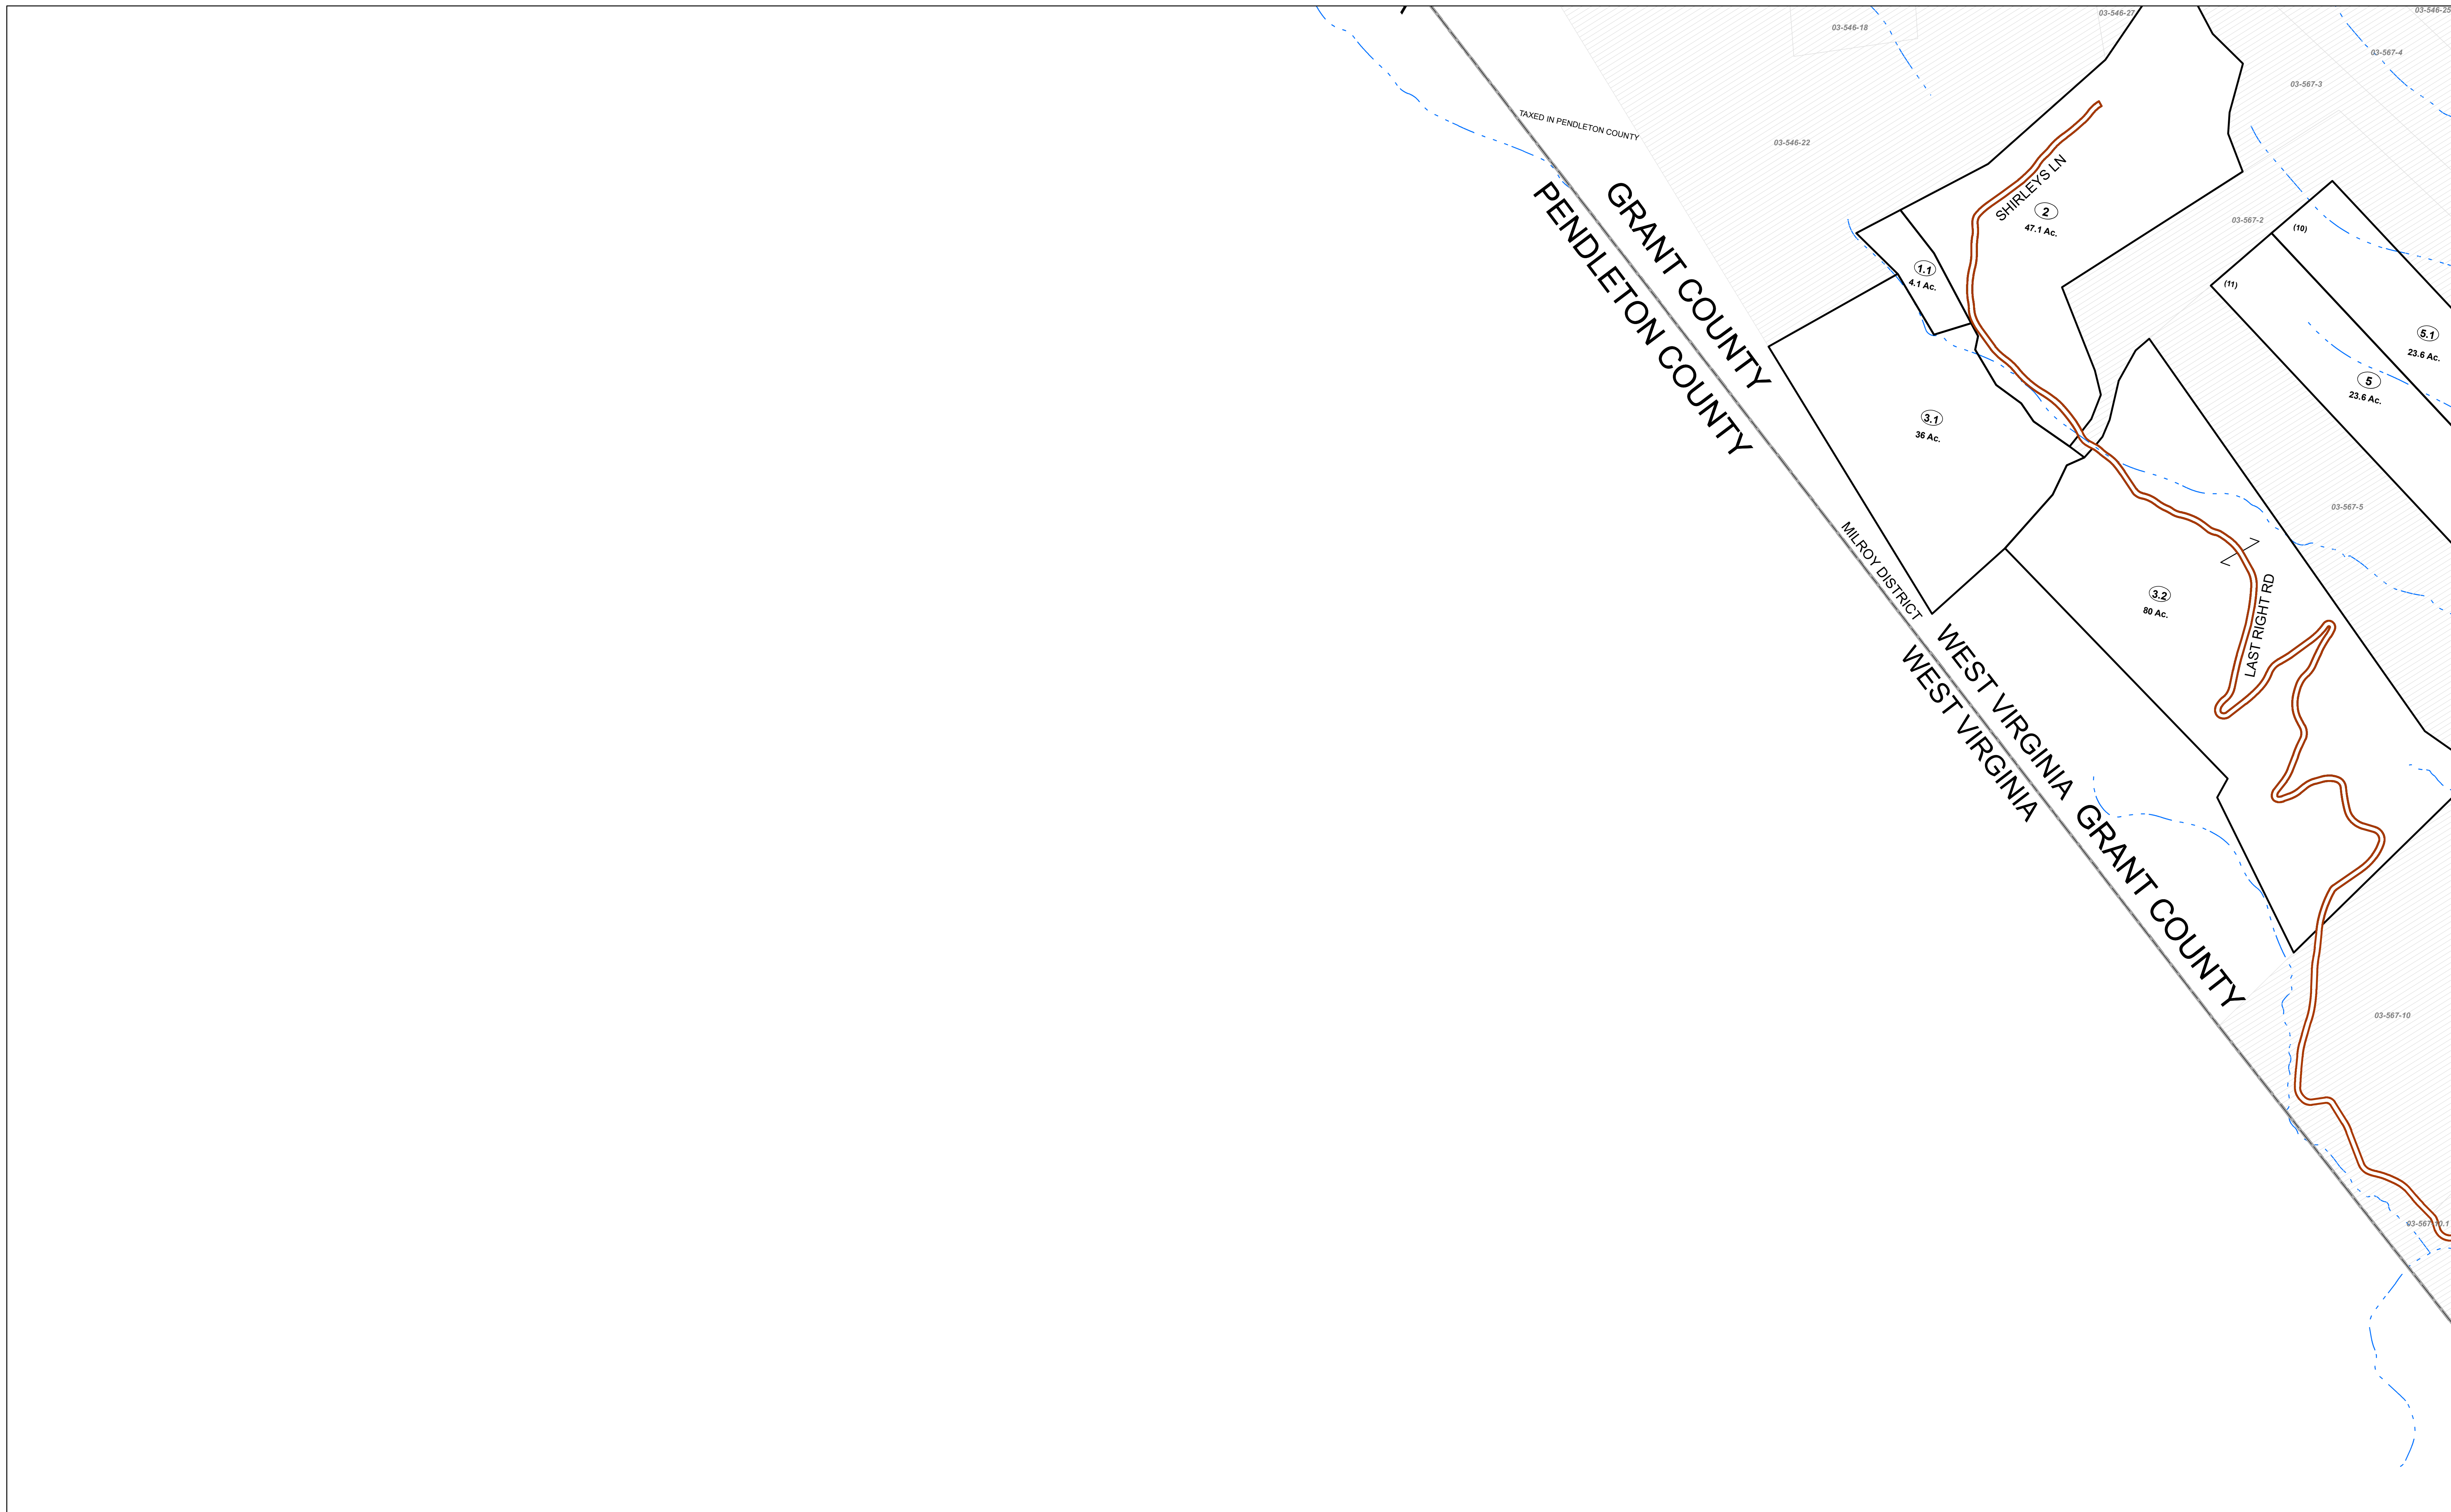 03-546-18
03-546-27
03-546-25
03-567-4
03-567-3
TAXED IN PENDLETON COUNTY
03-546-22
SHIRLEYS LN
2
47.1 Ac.
03-567-2
(10)
GRANT COUNTY
PENDLETON COUNTY
1.1
4.1 Ac.
(11)
5.1
23.6 Ac.
5
23.6 Ac.
3.1
36 Ac.
03-567-5
MILROY DISTRICT
3.2
80 Ac.
LAST RIGHT RD
WEST VIRGINIA
WEST VIRGINIA
GRANT COUNTY
03-567-10
03-567-10.1